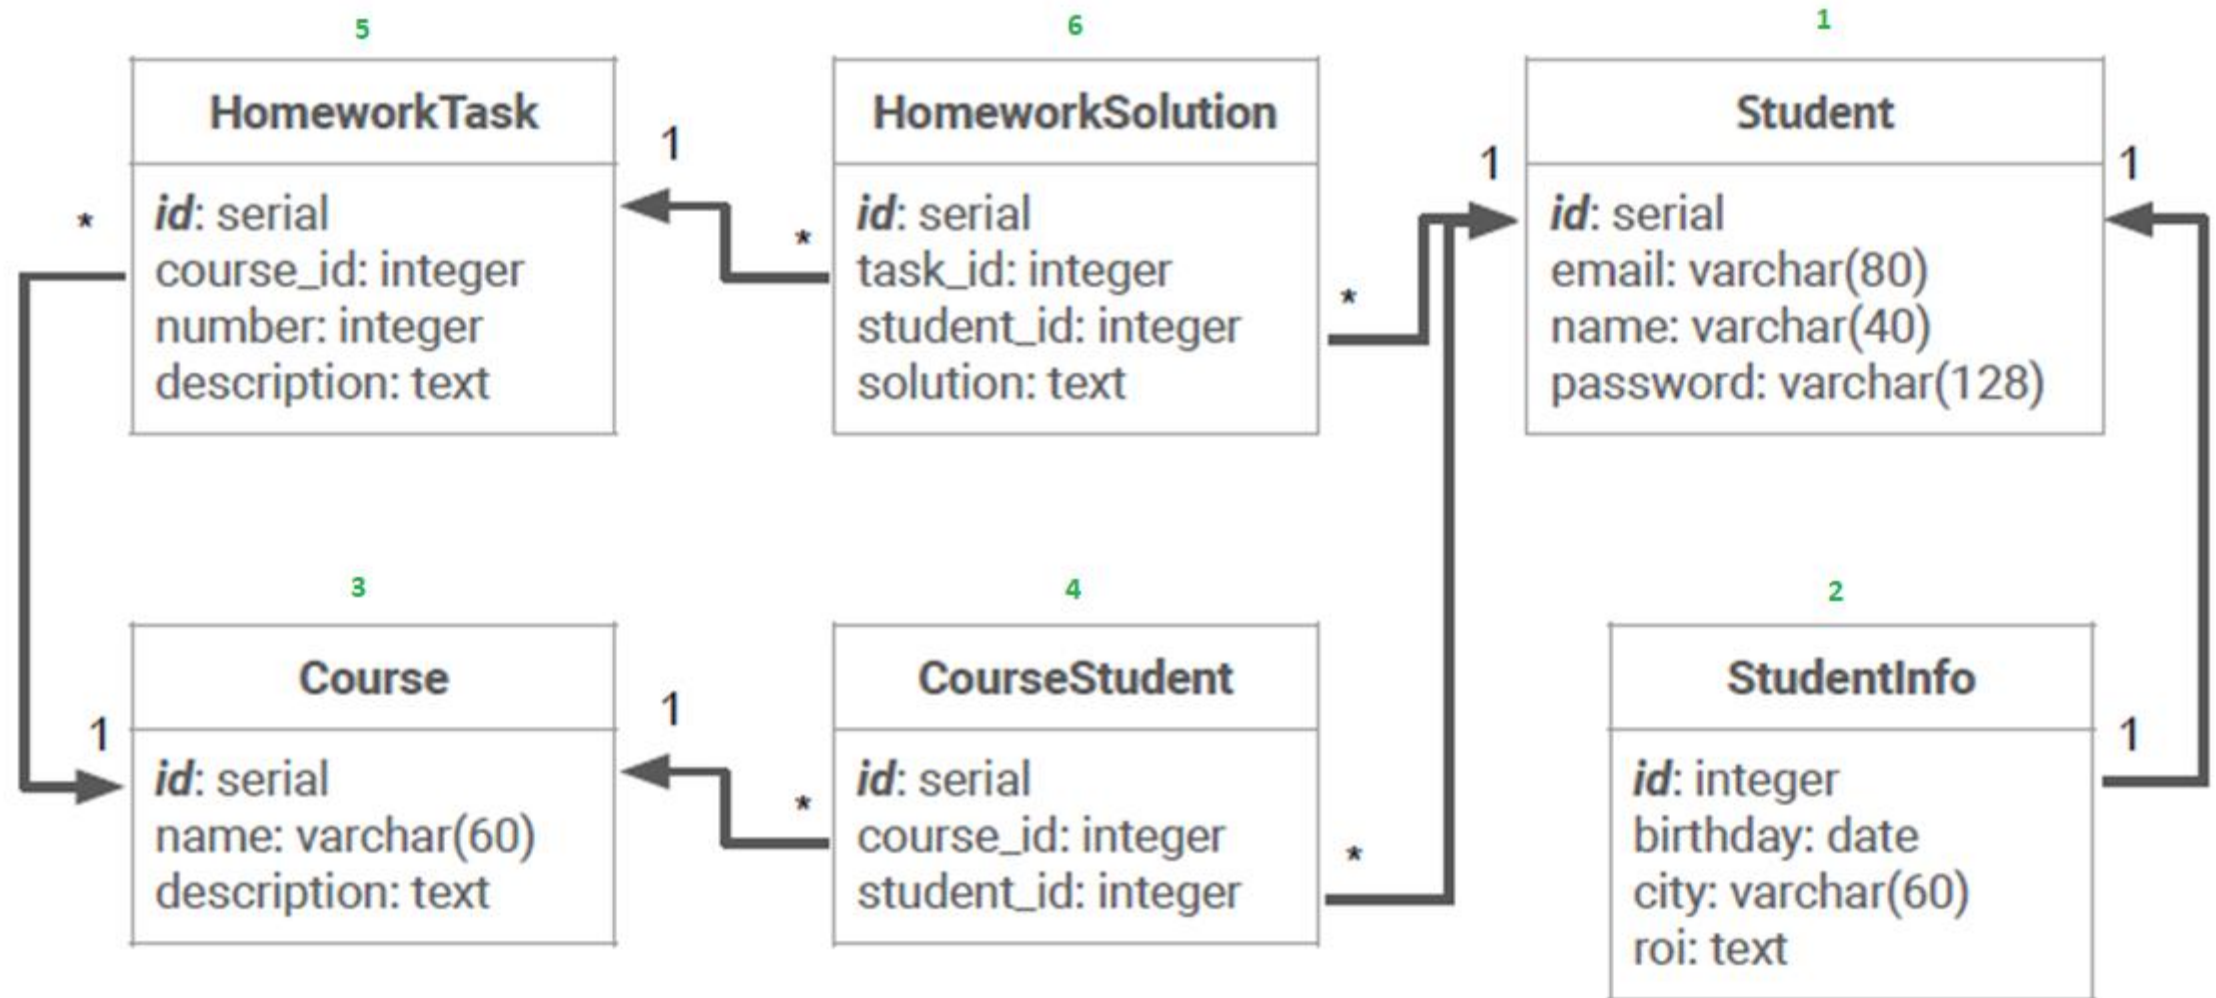 5
HomeworkTask
id: serial
course_id: integer
number: integer
description: text
*
1
6
HomeworkSolution
id: serial
task_id: integer
student_id: integer
solution: text
*
*
1
1
Student
id: serial
email: varchar(80)
name: varchar(40)
password: varchar(128)
1
3
Course
id: serial
name: varchar(60)
description: text
1
1
4
CourseStudent
id: serial
course_id: integer
student_id: integer
*
*
2
StudentInfo
id: integer
birthday: date
city: varchar(60)
roi: text
1